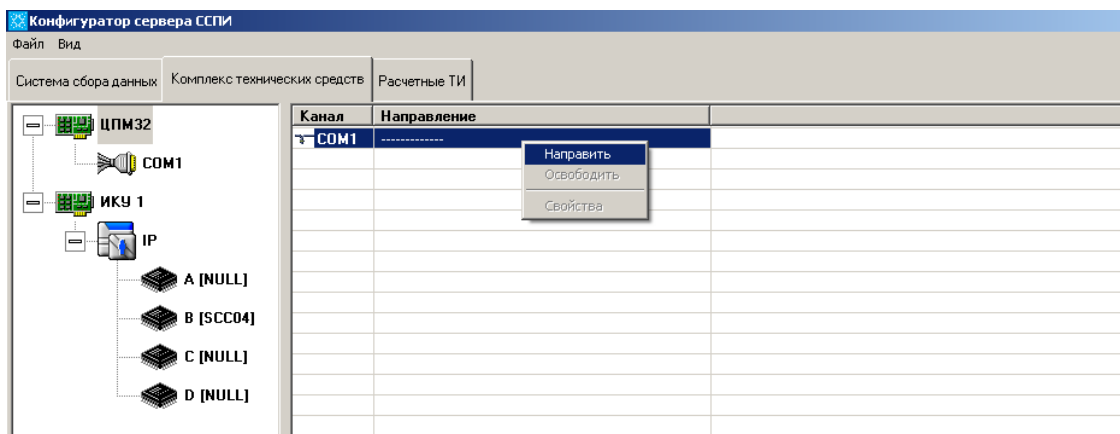 Конфигуратор сервера ССПИ
Файл Вид
Система сбора данных Комплекс технических средств Расчетные ТИ
ЦПМ32
COM1
ИКУ 1
IP
A [NULL]
B [SCC04]
C [NULL]
D [NULL]
Канал Направление
COM1 -------------
Направить
Освободить
Свойства